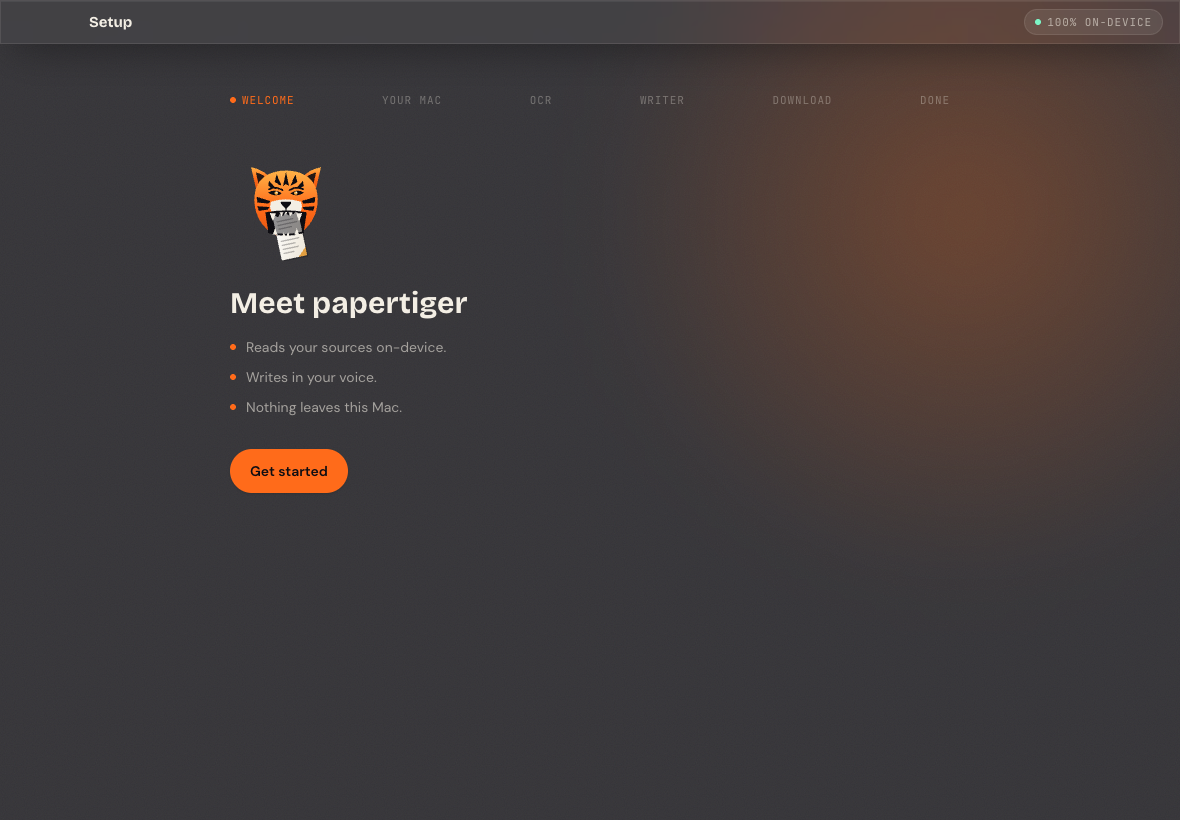 Setup
100% ON-DEVICE
WELCOME
YOUR MAC
OCR
WRITER
DOWNLOAD
DONE
Meet papertiger
Reads your sources on-device.
Writes in your voice.
Nothing leaves this Mac.
Get started